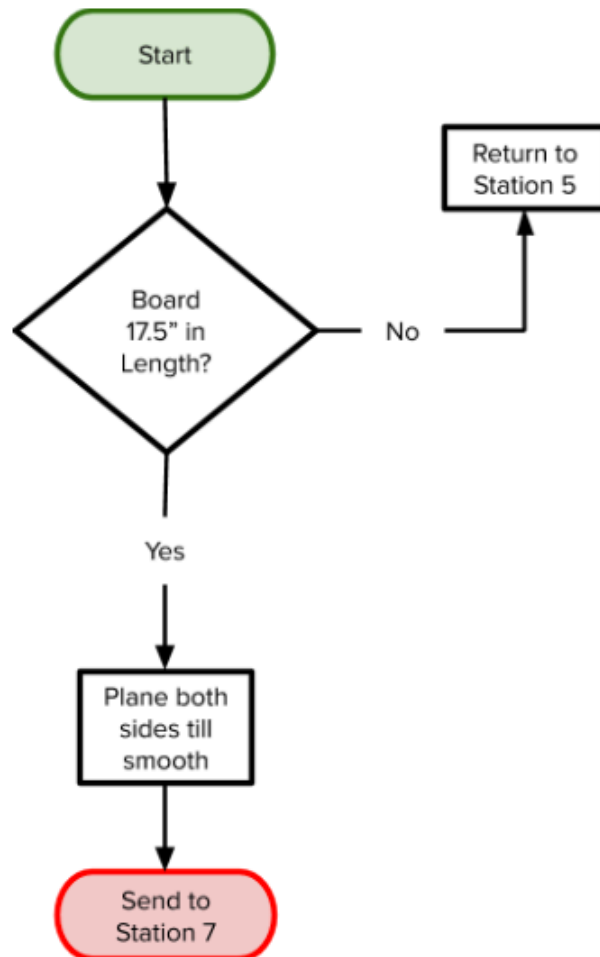 Start
Return to
Station 5
Board
17.5” in
Length?
No
Yes
Plane both
sides till
smooth
Send to
Station 7